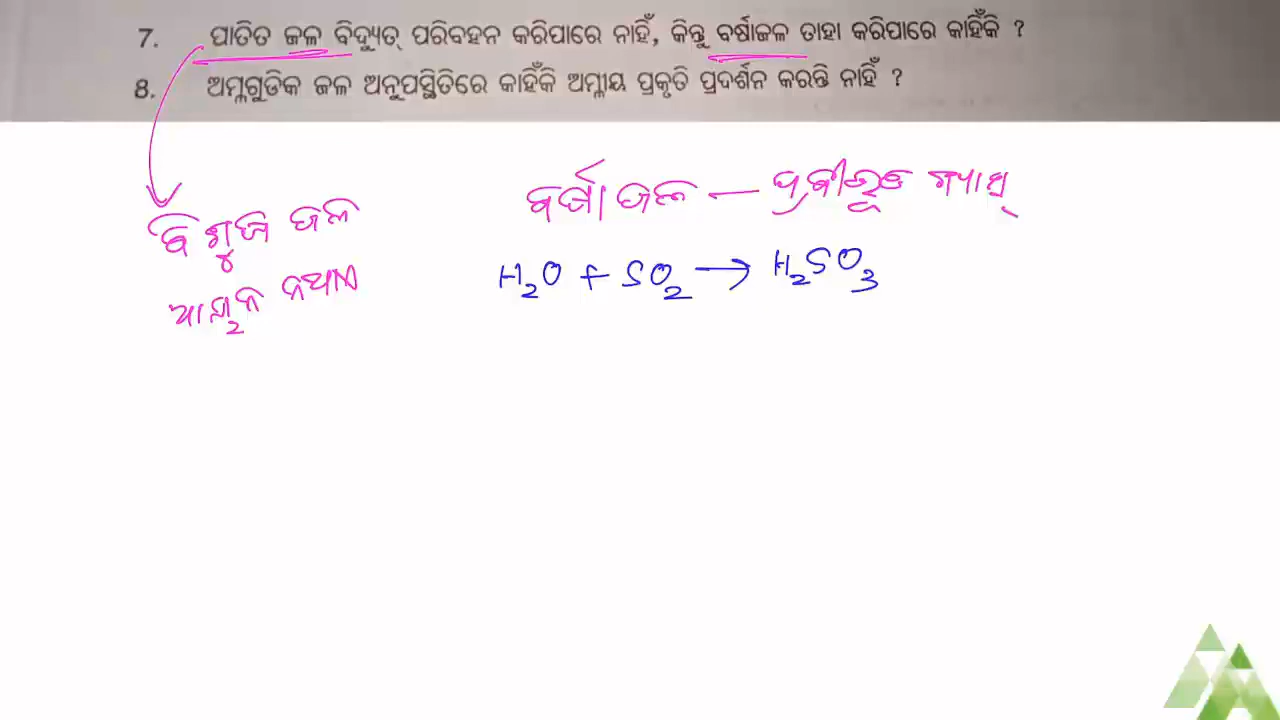 7. ପାତିତ ଜଳ ବିଦ୍ୟୁତ୍ ପରିବହନ କରିପାରେ ନାହିଁ, କିନ୍ତୁ ବର୍ଷାଜଳ ତାହା କରିପାରେ କାହିଁକି ?
8. ଅମ୍ଳଗୁଡିକ ଜଳ ଅନୁପସ୍ଥିତିରେ କାହିଁକି ଅମ୍ଳୀୟ ପ୍ରକୃତି ପ୍ରଦର୍ଶନ କରନ୍ତି ନାହିଁ ?
ବର୍ଷା ଜଳ — ଦ୍ରବୀଭୂତ ଗ୍ୟାସ୍
ବିଶୁଦ୍ଧ ଜଳ
H₂O + SO₂ → H₂SO₃
ନଥାଏ